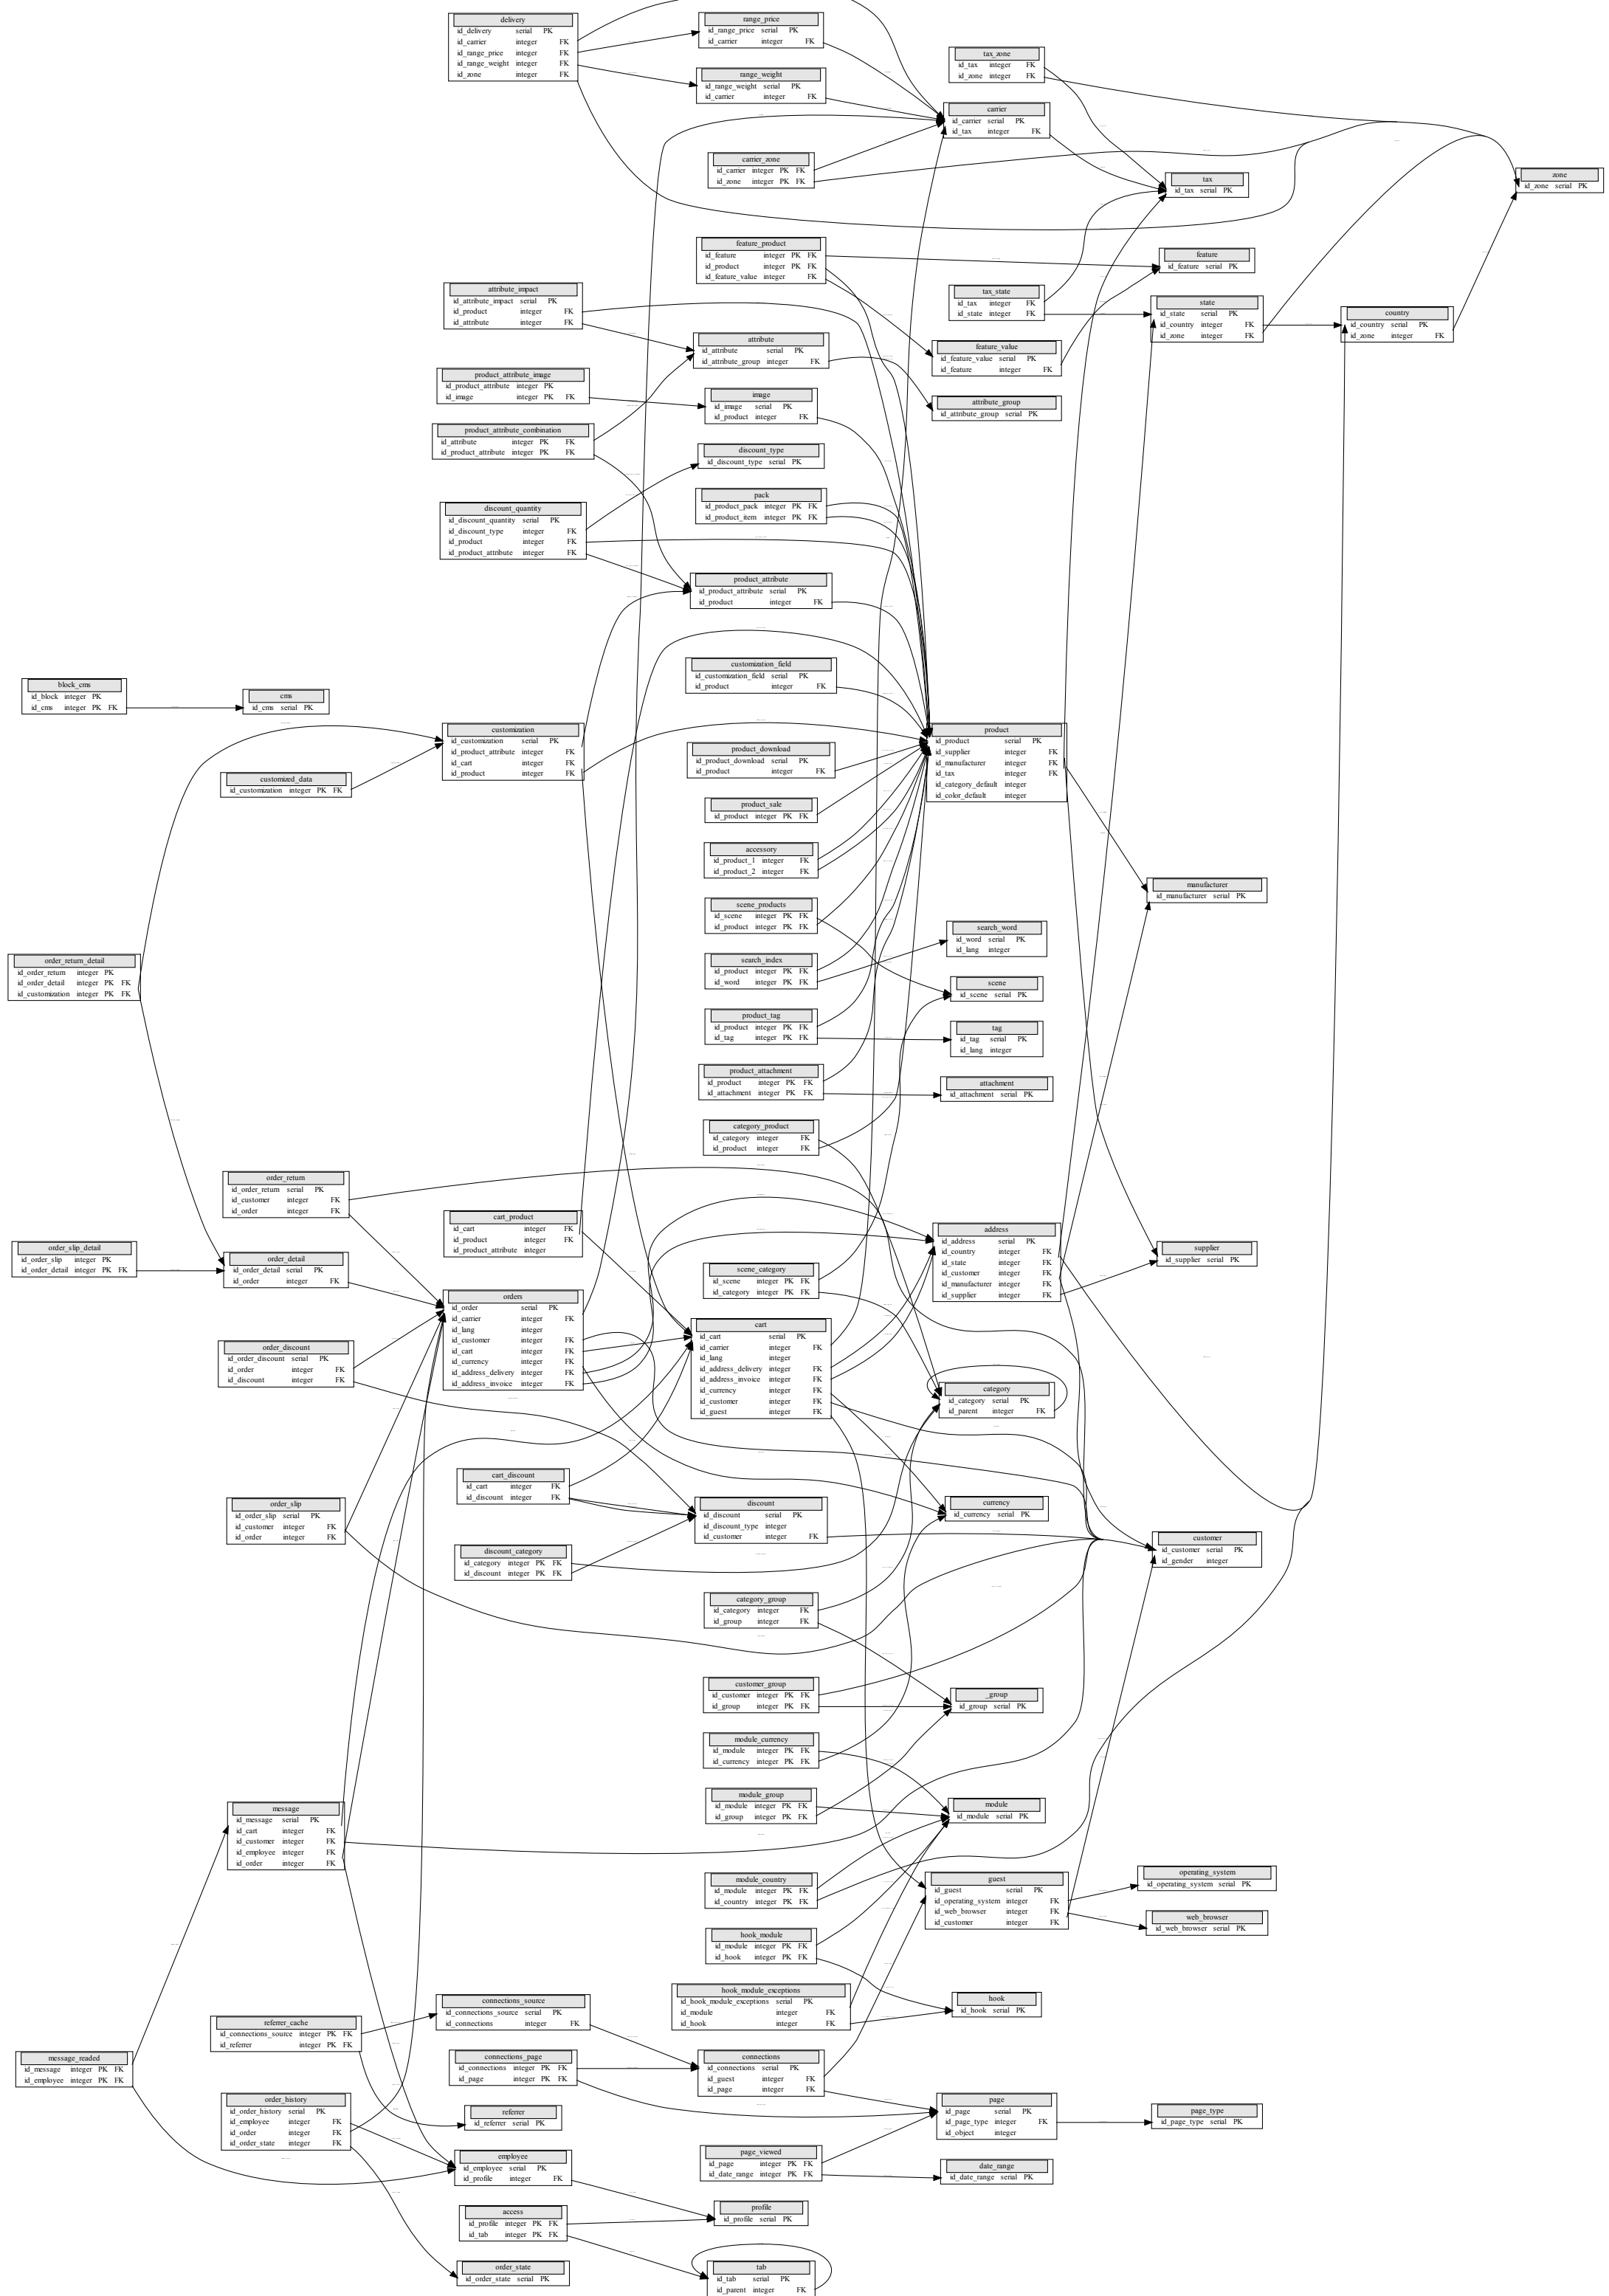 delivery
id_delivery serial PK
id_carrier integer FK
id_range_price integer FK
id_range_weight integer FK
id_zone integer FK
range_price
id_range_price serial PK
id_carrier integer FK
tax_zone
id_tax integer FK
id_zone integer FK
range_weight
id_range_weight serial PK
id_carrier integer FK
carrier
id_carrier serial PK
id_tax integer FK
carrier_zone
id_carrier integer PK FK
id_zone integer PK FK
tax
id_tax serial PK
zone
id_zone serial PK
feature_product
id_feature integer PK FK
id_product integer PK FK
id_feature_value integer FK
feature
id_feature serial PK
attribute_impact
id_attribute_impact serial PK
id_product integer FK
id_attribute integer FK
tax_state
id_tax integer FK
id_state integer FK
state
id_state serial PK
id_country integer FK
id_zone integer FK
country
id_country serial PK
id_zone integer FK
attribute
id_attribute serial PK
id_attribute_group integer FK
feature_value
id_feature_value serial PK
id_feature integer FK
product_attribute_image
id_product_attribute integer PK
id_image integer PK FK
image
id_image serial PK
id_product integer FK
attribute_group
id_attribute_group serial PK
product_attribute_combination
id_attribute integer PK FK
id_product_attribute integer PK FK
discount_type
id_discount_type serial PK
pack
id_product_pack integer PK FK
id_product_item integer PK FK
discount_quantity
id_discount_quantity serial PK
id_discount_type integer FK
id_product integer FK
id_product_attribute integer FK
product_attribute
id_product_attribute serial PK
id_product integer FK
customization_field
id_customization_field serial PK
id_product integer FK
block_cms
id_block integer PK
id_cms integer PK FK
cms
id_cms serial PK
customization
id_customization serial PK
id_product_attribute integer FK
id_cart integer FK
id_product integer FK
product
id_product serial PK
id_supplier integer FK
id_manufacturer integer FK
id_tax integer FK
id_category_default integer
id_color_default integer
product_download
id_product_download serial PK
id_product integer FK
customized_data
id_customization integer PK FK
product_sale
id_product integer PK FK
accessory
id_product_1 integer FK
id_product_2 integer FK
manufacturer
id_manufacturer serial PK
scene_products
id_scene integer PK FK
id_product integer PK FK
search_word
id_word serial PK
id_lang integer
order_return_detail
id_order_return integer PK
id_order_detail integer PK FK
id_customization integer PK FK
search_index
id_product integer PK FK
id_word integer PK FK
scene
id_scene serial PK
product_tag
id_product integer PK FK
id_tag integer PK FK
tag
id_tag serial PK
id_lang integer
product_attachment
id_product integer PK FK
id_attachment integer PK FK
attachment
id_attachment serial PK
category_product
id_category integer FK
id_product integer FK
order_return
id_order_return serial PK
id_customer integer FK
id_order integer FK
cart_product
id_cart integer FK
id_product integer FK
id_product_attribute integer
address
id_address serial PK
id_country integer FK
id_state integer FK
id_customer integer FK
id_manufacturer integer FK
id_supplier integer FK
order_slip_detail
id_order_slip integer PK
id_order_detail integer PK FK
order_detail
id_order_detail serial PK
id_order integer FK
supplier
id_supplier serial PK
scene_category
id_scene integer PK FK
id_category integer PK FK
orders
id_order serial PK
id_carrier integer FK
id_lang integer
id_customer integer FK
id_cart integer FK
id_currency integer FK
id_address_delivery integer FK
id_address_invoice integer FK
cart
id_cart serial PK
id_carrier integer FK
id_lang integer
id_address_delivery integer FK
id_address_invoice integer FK
id_currency integer FK
id_customer integer FK
id_guest integer FK
order_discount
id_order_discount serial PK
id_order integer FK
id_discount integer FK
category
id_category serial PK
id_parent integer FK
cart_discount
id_cart integer FK
id_discount integer FK
order_slip
id_order_slip serial PK
id_customer integer FK
id_order integer FK
discount
id_discount serial PK
id_discount_type integer
id_customer integer FK
currency
id_currency serial PK
customer
id_customer serial PK
id_gender integer
discount_category
id_category integer PK FK
id_discount integer PK FK
category_group
id_category integer FK
id_group integer FK
customer_group
id_customer integer PK FK
id_group integer PK FK
_group
id_group serial PK
module_currency
id_module integer PK FK
id_currency integer PK FK
module_group
id_module integer PK FK
id_group integer PK FK
module
id_module serial PK
message
id_message serial PK
id_cart integer FK
id_customer integer FK
id_employee integer FK
id_order integer FK
module_country
id_module integer PK FK
id_country integer PK FK
guest
id_guest serial PK
id_operating_system integer FK
id_web_browser integer FK
id_customer integer FK
operating_system
id_operating_system serial PK
web_browser
id_web_browser serial PK
hook_module
id_module integer PK FK
id_hook integer PK FK
hook_module_exceptions
id_hook_module_exceptions serial PK
id_module integer FK
id_hook integer FK
hook
id_hook serial PK
connections_source
id_connections_source serial PK
id_connections integer FK
referrer_cache
id_connections_source integer PK FK
id_referrer integer PK FK
message_readed
id_message integer PK FK
id_employee integer PK FK
connections_page
id_connections integer PK FK
id_page integer PK FK
connections
id_connections serial PK
id_guest integer FK
id_page integer FK
order_history
id_order_history serial PK
id_employee integer FK
id_order integer FK
id_order_state integer FK
referrer
id_referrer serial PK
page
id_page serial PK
id_page_type integer FK
id_object integer
page_type
id_page_type serial PK
employee
id_employee serial PK
id_profile integer FK
page_viewed
id_page integer PK FK
id_date_range integer PK FK
date_range
id_date_range serial PK
access
id_profile integer PK FK
id_tab integer PK FK
profile
id_profile serial PK
order_state
id_order_state serial PK
tab
id_tab serial PK
id_parent integer FK